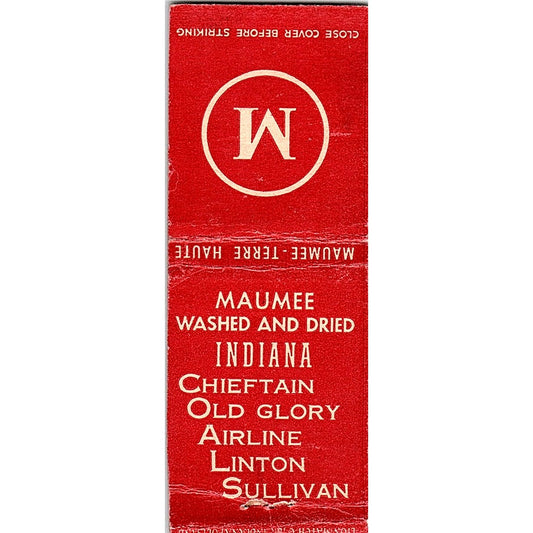 CLOSE COVER BEFORE STRIKING
M
MAUMEE - TERRE HAUTE
MAUMEE
WASHED AND DRIED
INDIANA
CHIEFTAIN
OLD GLORY
AIRLINE
LINTON
SULLIVAN